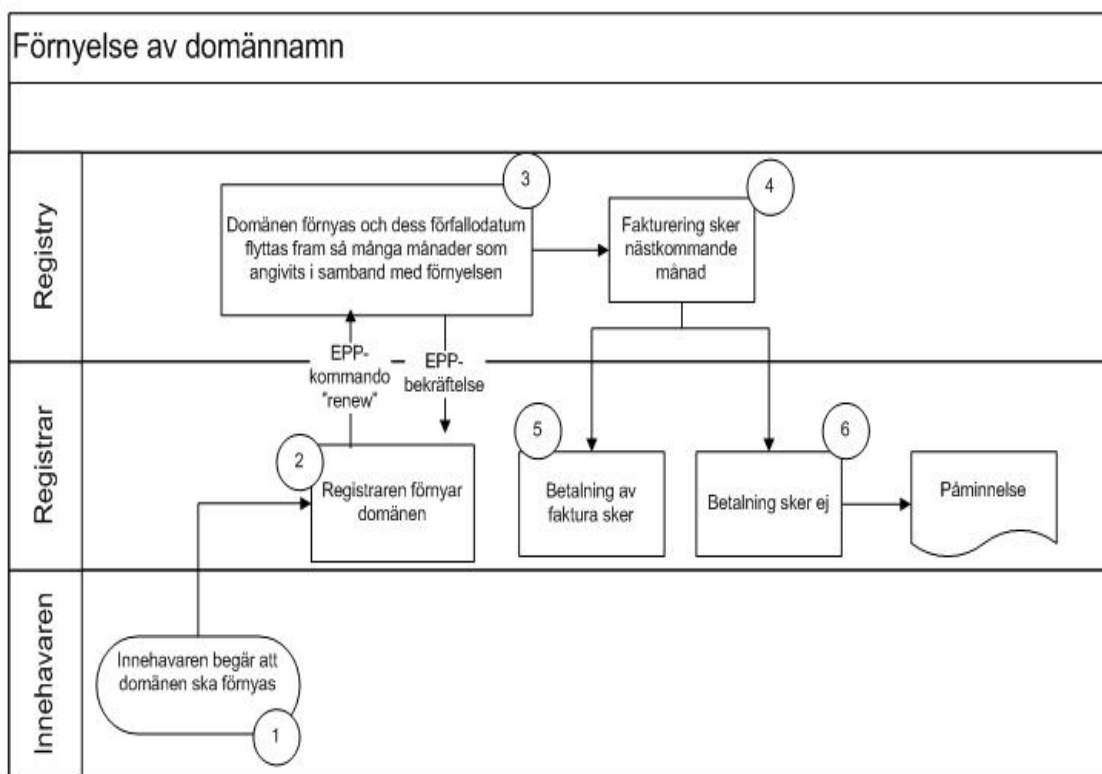 Förnyelse av domännamn
Registry
3
Domänen förnyas och dess förfallodatum
flyttas fram så många månader som
angivits i samband med förnyelsen
4
Fakturering sker
nästkommande
månad
EPP-
kommando
"renew"
EPP-
bekräftelse
Registrar
2
Registraren förnyar
domänen
5
Betalning av
faktura sker
6
Betalning sker ej
Påminnelse
Innehavaren
Innehavaren begär att
domänen ska förnyas
1